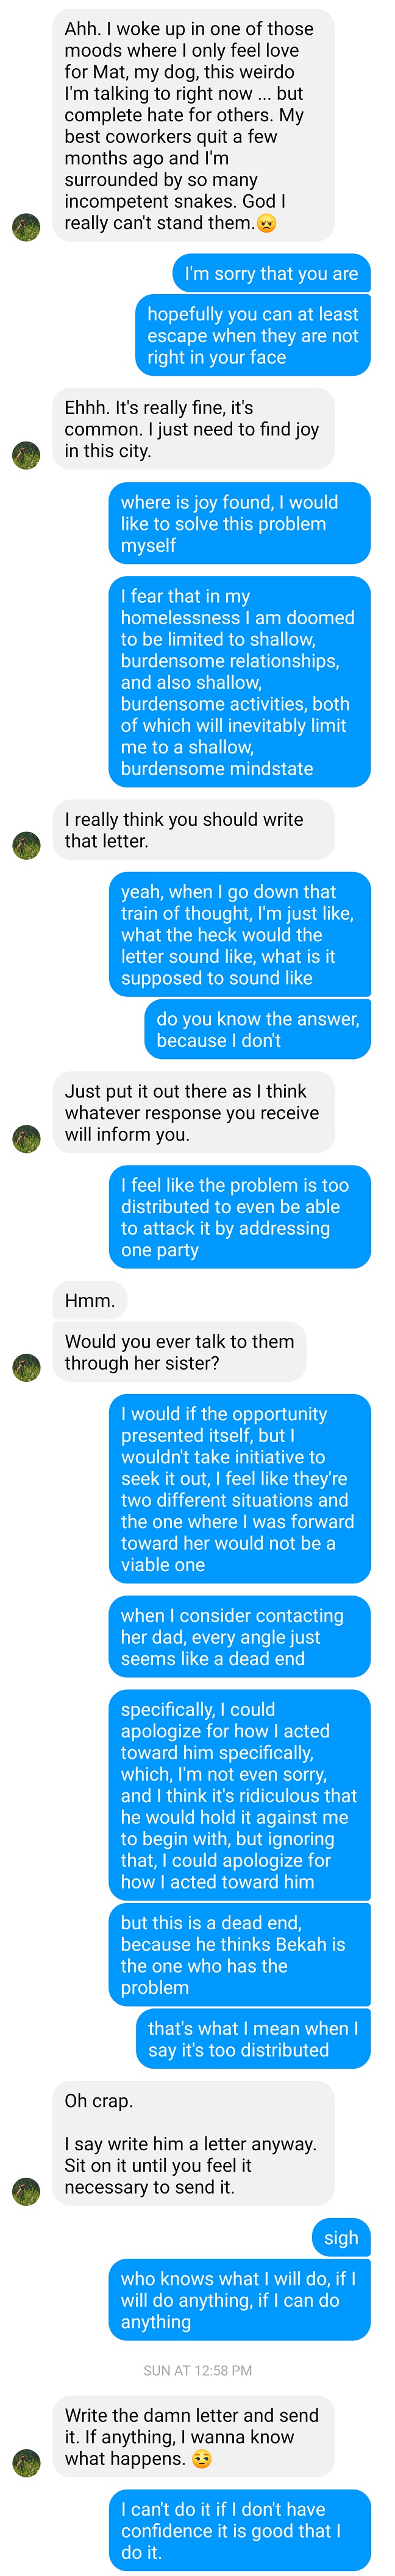 Ahh. I woke up in one of those
moods where I only feel love
for Mat, my dog, this weirdo
I'm talking to right now ... but
complete hate for others. My
best coworkers quit a few
months ago and I'm
surrounded by so many
incompetent snakes. God I
really can't stand them.😠
I'm sorry that you are
hopefully you can at least
escape when they are not
right in your face
Ehhh. It's really fine, it's
common. I just need to find joy
in this city.
where is joy found, I would
like to solve this problem
myself
I fear that in my
homelessness I am doomed
to be limited to shallow,
burdensome relationships,
and also shallow,
burdensome activities, both
of which will inevitably limit
me to a shallow,
burdensome mindstate
I really think you should write
that letter.
yeah, when I go down that
train of thought, I'm just like,
what the heck would the
letter sound like, what is it
supposed to sound like
do you know the answer,
because I don't
Just put it out there as I think
whatever response you receive
will inform you.
I feel like the problem is too
distributed to even be able
to attack it by addressing
one party
Hmm.
Would you ever talk to them
through her sister?
I would if the opportunity
presented itself, but I
wouldn't take initiative to
seek it out, I feel like they're
two different situations and
the one where I was forward
toward her would not be a
viable one
when I consider contacting
her dad, every angle just
seems like a dead end
specifically, I could
apologize for how I acted
toward him specifically,
which, I'm not even sorry,
and I think it's ridiculous that
he would hold it against me
to begin with, but ignoring
that, I could apologize for
how I acted toward him
but this is a dead end,
because he thinks Bekah is
the one who has the
problem
that's what I mean when I
say it's too distributed
Oh crap.
I say write him a letter anyway.
Sit on it until you feel it
necessary to send it.
sigh
who knows what I will do, if I
will do anything, if I can do
anything
SUN AT 12:58 PM
Write the damn letter and send
it. If anything, I wanna know
what happens. 😒
I can't do it if I don't have
confidence it is good that I
do it.